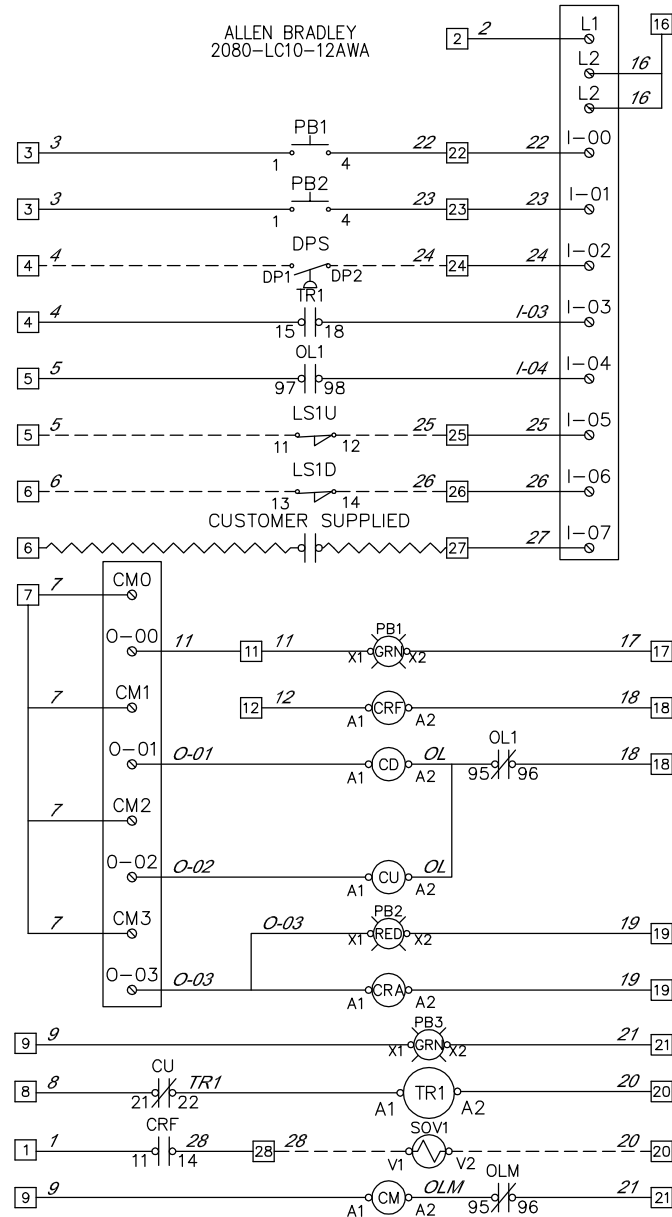 ALLEN BRADLEY
2080-LC10-12AWA
2 2 L1 16
L2 16
L2 16
PB1
3 3 1 4 22 22 22 I-00
PB2
3 3 1 4 23 23 23 I-01
DPS
4 4 DP1 DP2 24 24 24 I-02
TR1
4 4 15 18 I-03 I-03
OL1
5 5 97 98 I-04 I-04
LS1U
5 5 11 12 25 25 25 I-05
LS1D
6 6 13 14 26 26 26 I-06
CUSTOMER SUPPLIED
6 27 27 I-07
7 7 CM0
PB1
O-00 11 11 11 X1 GRN X2 17 17
7 CM1 12 12 A1 CRF A2 18 18
OL1
O-01 O-01 A1 CD A2 OL 95 96 18 18
7 CM2
O-02 O-02 A1 CU A2 OL
PB2
7 CM3 O-03 X1 RED X2 19 19
O-03 O-03 A1 CRA A2 19 19
PB3
9 9 X1 GRN X2 21 21
CU
8 8 21 22 TR1 A1 TR1 A2 20 20
CRF SOV1
1 1 11 14 28 28 28 V1 V2 20 20
OLM
9 9 A1 CM A2 OLM 95 96 21 21